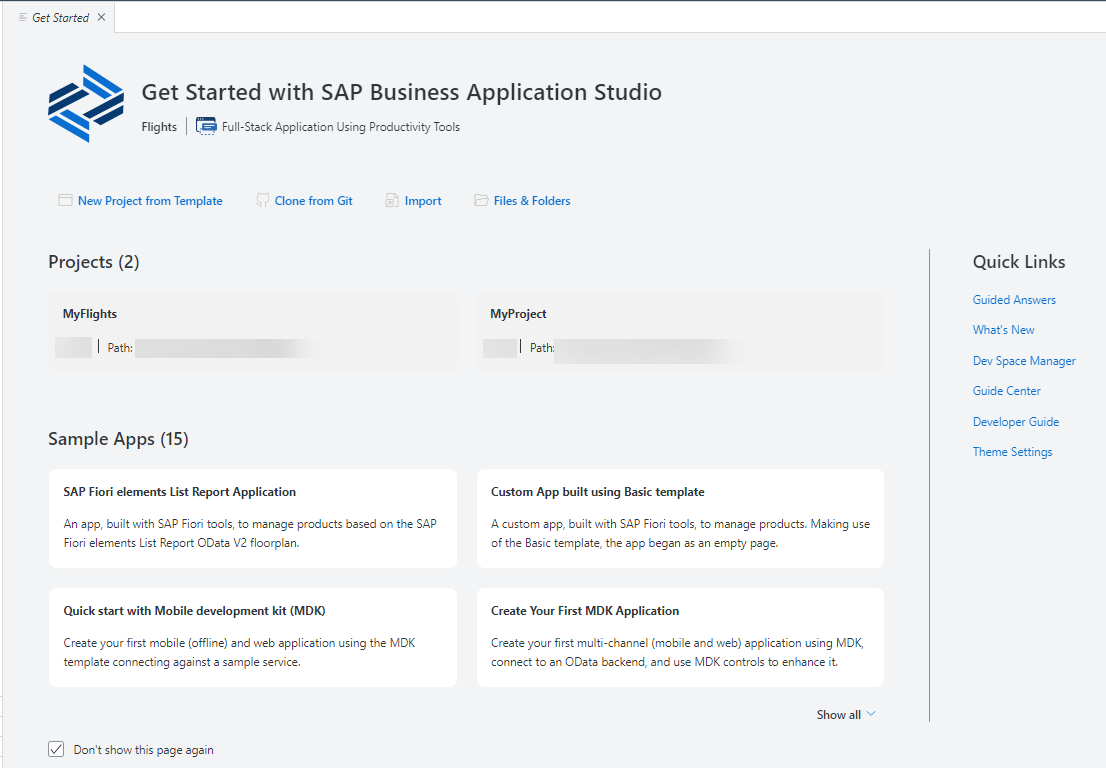 Get Started
Get Started with SAP Business Application Studio
Flights
Full-Stack Application Using Productivity Tools
New Project from Template
Clone from Git
Import
Files & Folders
Projects (2)
MyFlights
Path:
MyProject
Path:
Sample Apps (15)
SAP Fiori elements List Report Application
An app, built with SAP Fiori tools, to manage products based on the SAP
Fiori elements List Report OData V2 floorplan.
Custom App built using Basic template
A custom app, built with SAP Fiori tools, to manage products. Making use
of the Basic template, the app began as an empty page.
Quick start with Mobile development kit (MDK)
Create your first mobile (offline) and web application using the MDK
template connecting against a sample service.
Create Your First MDK Application
Create your first multi-channel (mobile and web) application using MDK,
connect to an OData backend, and use MDK controls to enhance it.
Show all
Don't show this page again
Quick Links
Guided Answers
What's New
Dev Space Manager
Guide Center
Developer Guide
Theme Settings